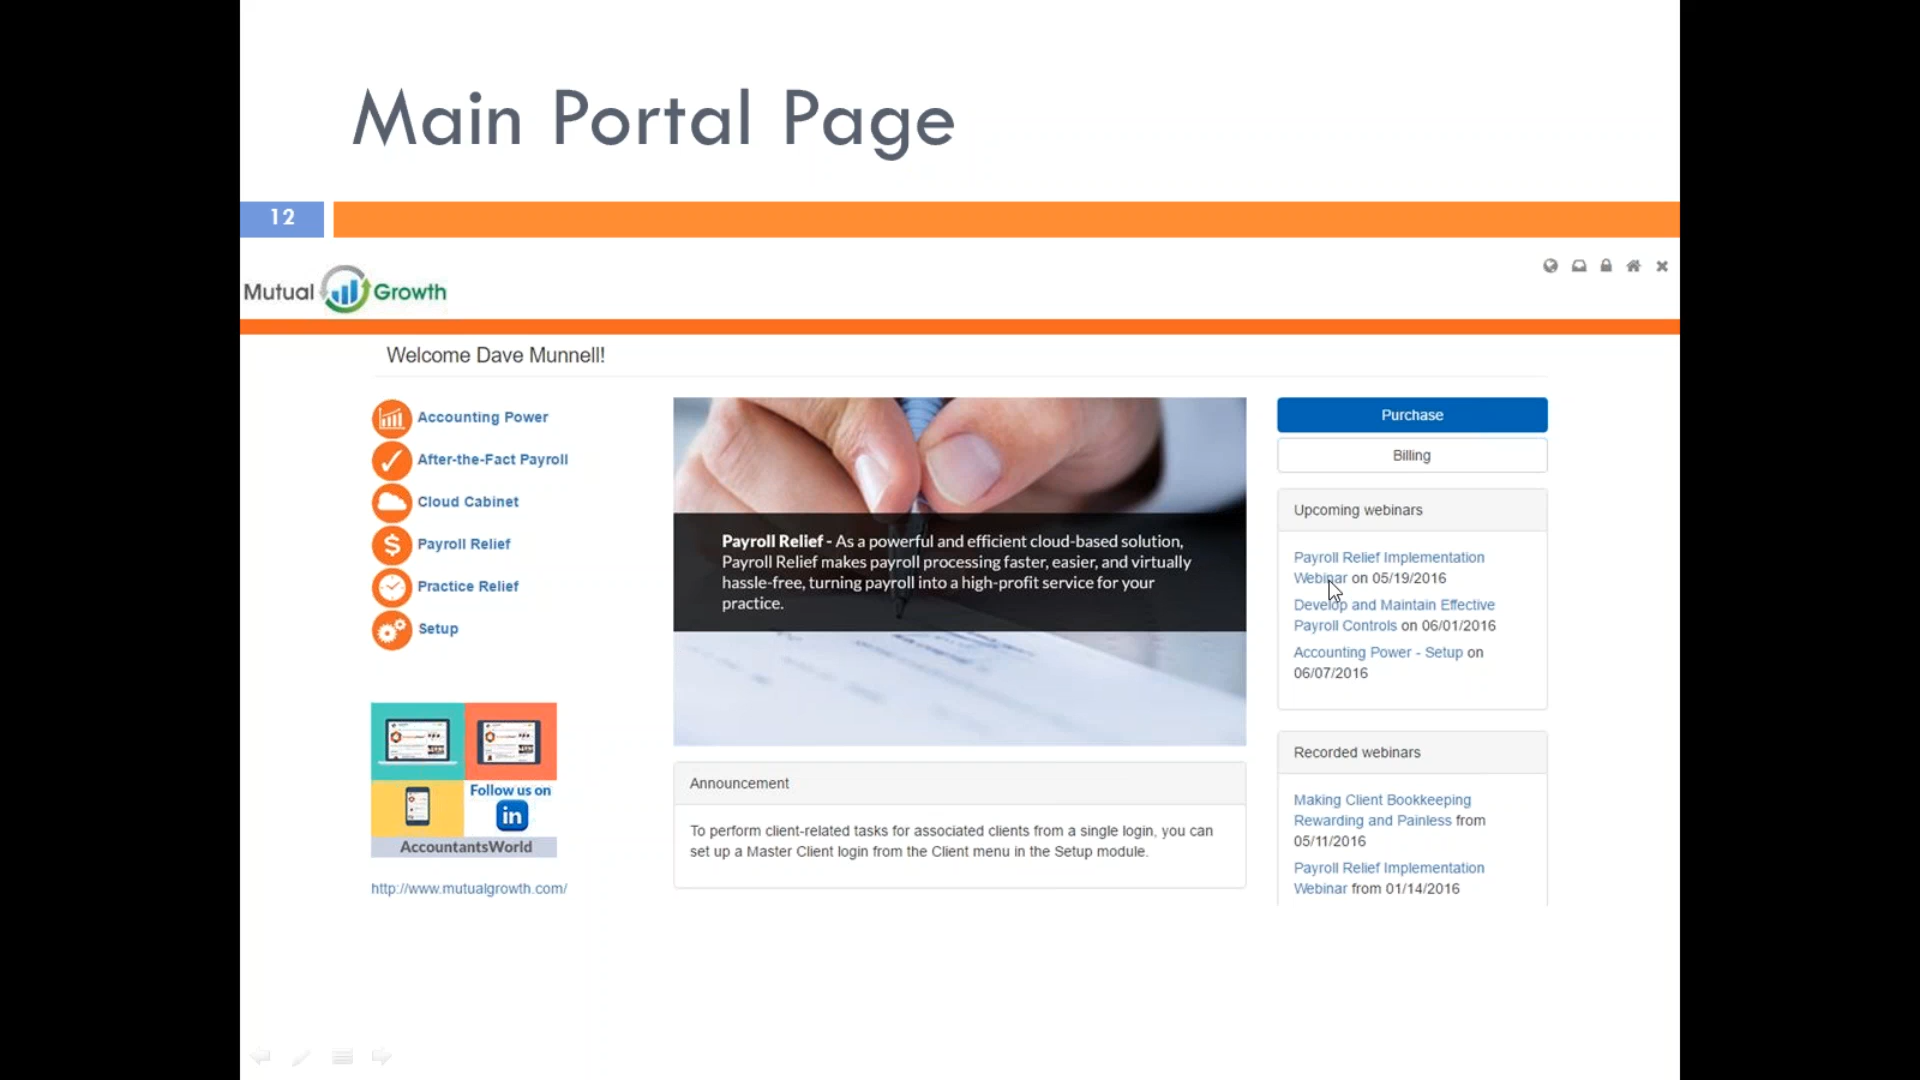 Main Portal Page
12
Mutual Growth
Welcome Dave Munnell!
Accounting Power
After-the-Fact Payroll
Cloud Cabinet
Payroll Relief
Practice Relief
Setup
Follow us on
in
AccountantsWorld
http://www.mutualgrowth.com/
Payroll Relief - As a powerful and efficient cloud-based solution,
Payroll Relief makes payroll processing faster, easier, and virtually
hassle-free, turning payroll into a high-profit service for your
practice.
Announcement
To perform client-related tasks for associated clients from a single login, you can
set up a Master Client login from the Client menu in the Setup module.
Purchase
Billing
Upcoming webinars
Payroll Relief Implementation
Webinar on 05/19/2016
Develop and Maintain Effective
Payroll Controls on 06/01/2016
Accounting Power - Setup on
06/07/2016
Recorded webinars
Making Client Bookkeeping
Rewarding and Painless from
05/11/2016
Payroll Relief Implementation
Webinar from 01/14/2016